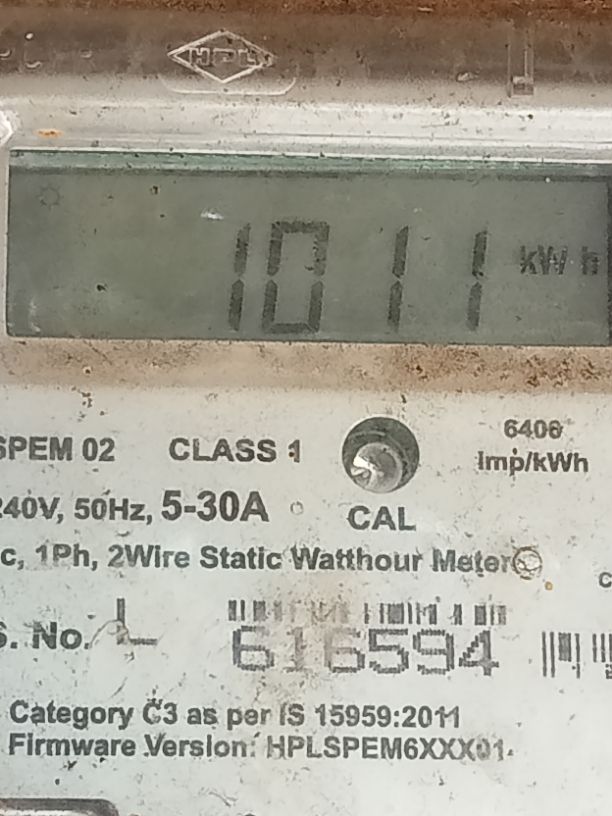 HPL
1011 kWh
SPEM 02 CLASS 1
6400
Imp/kWh
240V, 50Hz, 5-30A
CAL
c, 1Ph, 2Wire Static Watthour Meter
S. No. 616594
Category C3 as per IS 15959:2011
Firmware Version: HPLSPEM6XXX01